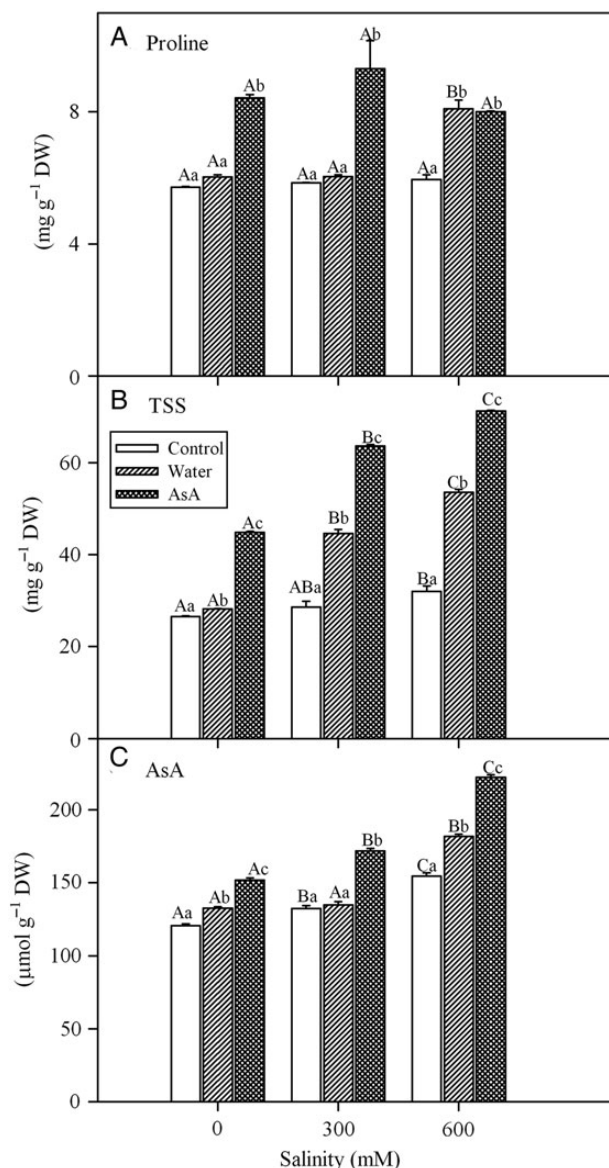 A Proline
(mg g⁻¹ DW)
8
4
0
Aa Aa Ab
Aa Aa Ab
Aa Bb Ab
B TSS
Control
Water
AsA
(mg g⁻¹ DW)
60
40
20
0
Aa Ab Ac
ABa Bb Bc
Ba Cb Cc
C AsA
(μmol g⁻¹ DW)
200
150
100
50
0
Aa Ab Ac
Ba Aa Bb
Ca Bb Cc
0 300 600
Salinity (mM)